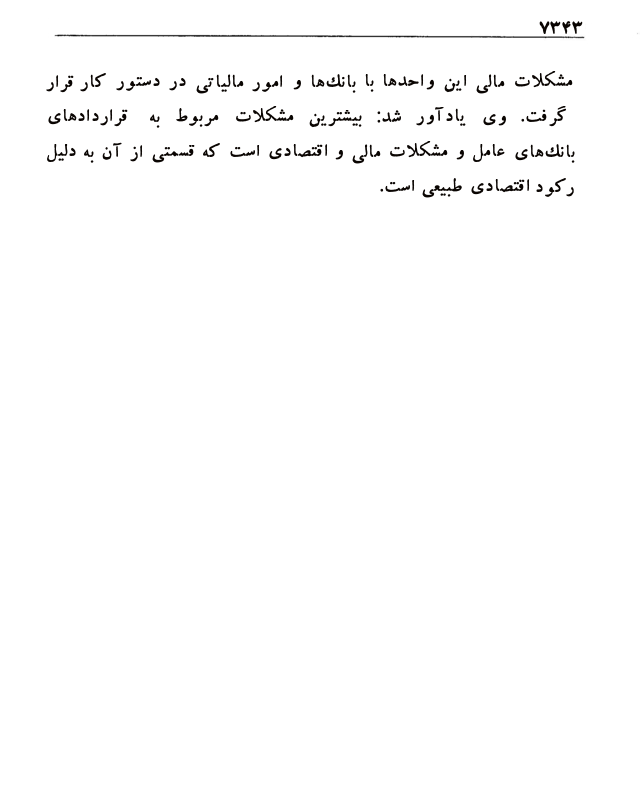 ۷۳۴۳
مشکلات مالی این واحدها با بانك‌ها و امور مالیاتی در دستور کار قرار
گرفت. وی یادآور شد: بیشترین مشکلات مربوط به قراردادهای
بانك‌های عامل و مشکلات مالی و اقتصادی است که قسمتی از آن به دلیل
رکود اقتصادی طبیعی است.